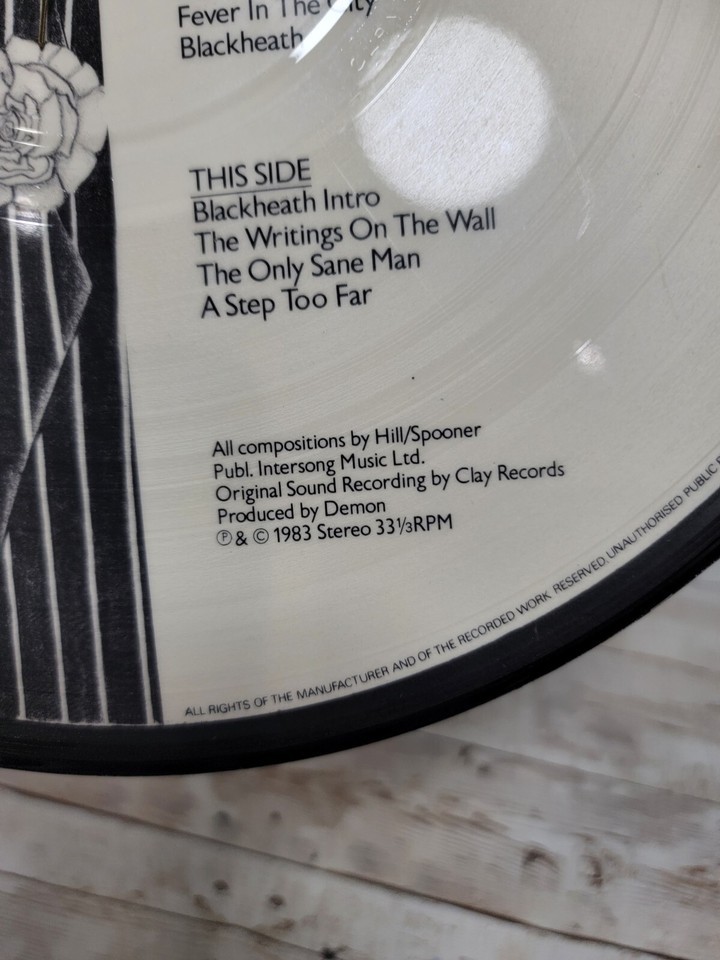 Fever In The City
Blackheath
THIS SIDE
Blackheath Intro
The Writings On The Wall
The Only Sane Man
A Step Too Far
All compositions by Hill/Spooner
Publ. Intersong Music Ltd.
Original Sound Recording by Clay Records
Produced by Demon
℗ & © 1983 Stereo 33⅓RPM
ALL RIGHTS OF THE MANUFACTURER AND OF THE RECORDED WORK RESERVED. UNAUTHORISED PUBLIC